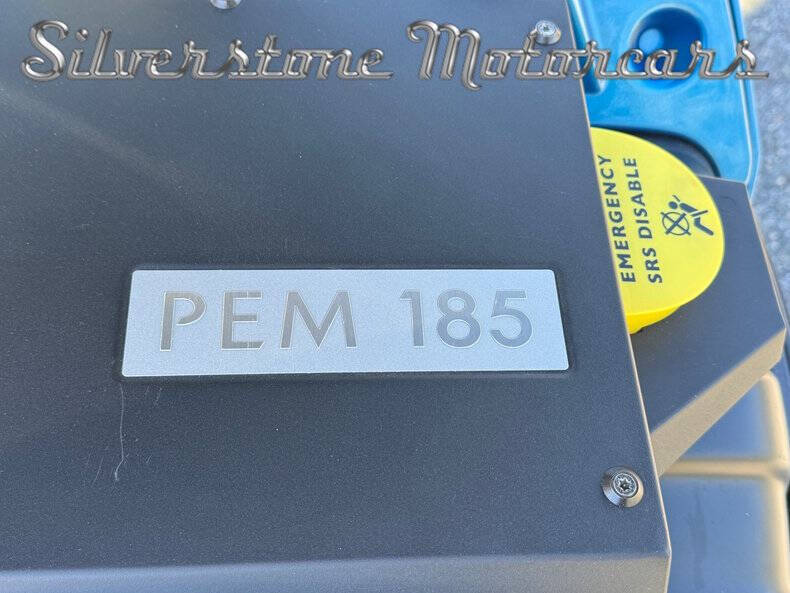 Silverstone Motorcars
EMERGENCY
SRS DISABLE
PEM 185